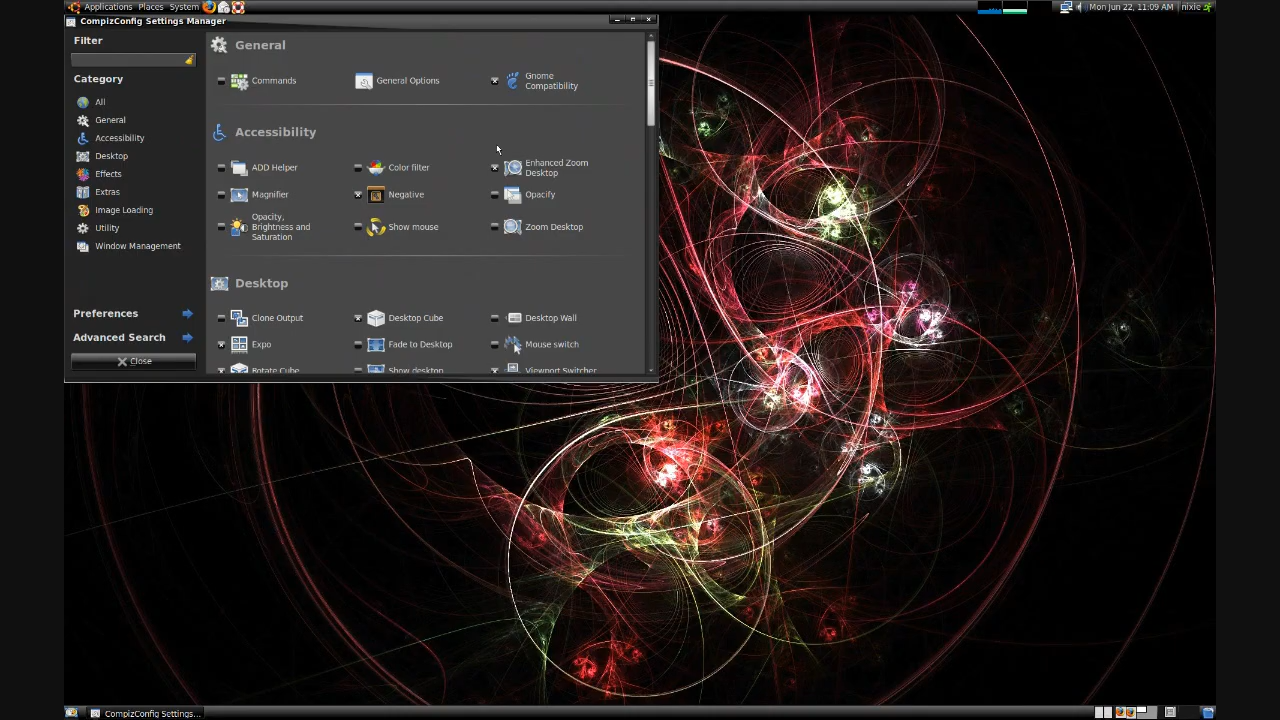 Applications Places System
Mon Jun 22, 11:09 AM nixie
CompizConfig Settings Manager
Filter
Category
All
General
Accessibility
Desktop
Effects
Extras
Image Loading
Utility
Window Management
Preferences
Advanced Search
Close
General
Commands
General Options
Gnome
Compatibility
Accessibility
ADD Helper
Color filter
Enhanced Zoom
Desktop
Magnifier
Negative
Opacify
Opacity,
Brightness and
Saturation
Show mouse
Zoom Desktop
Desktop
Clone Output
Desktop Cube
Desktop Wall
Expo
Fade to Desktop
Mouse switch
Rotate Cube
Show desktop
Viewport Switcher
CompizConfig Settings...